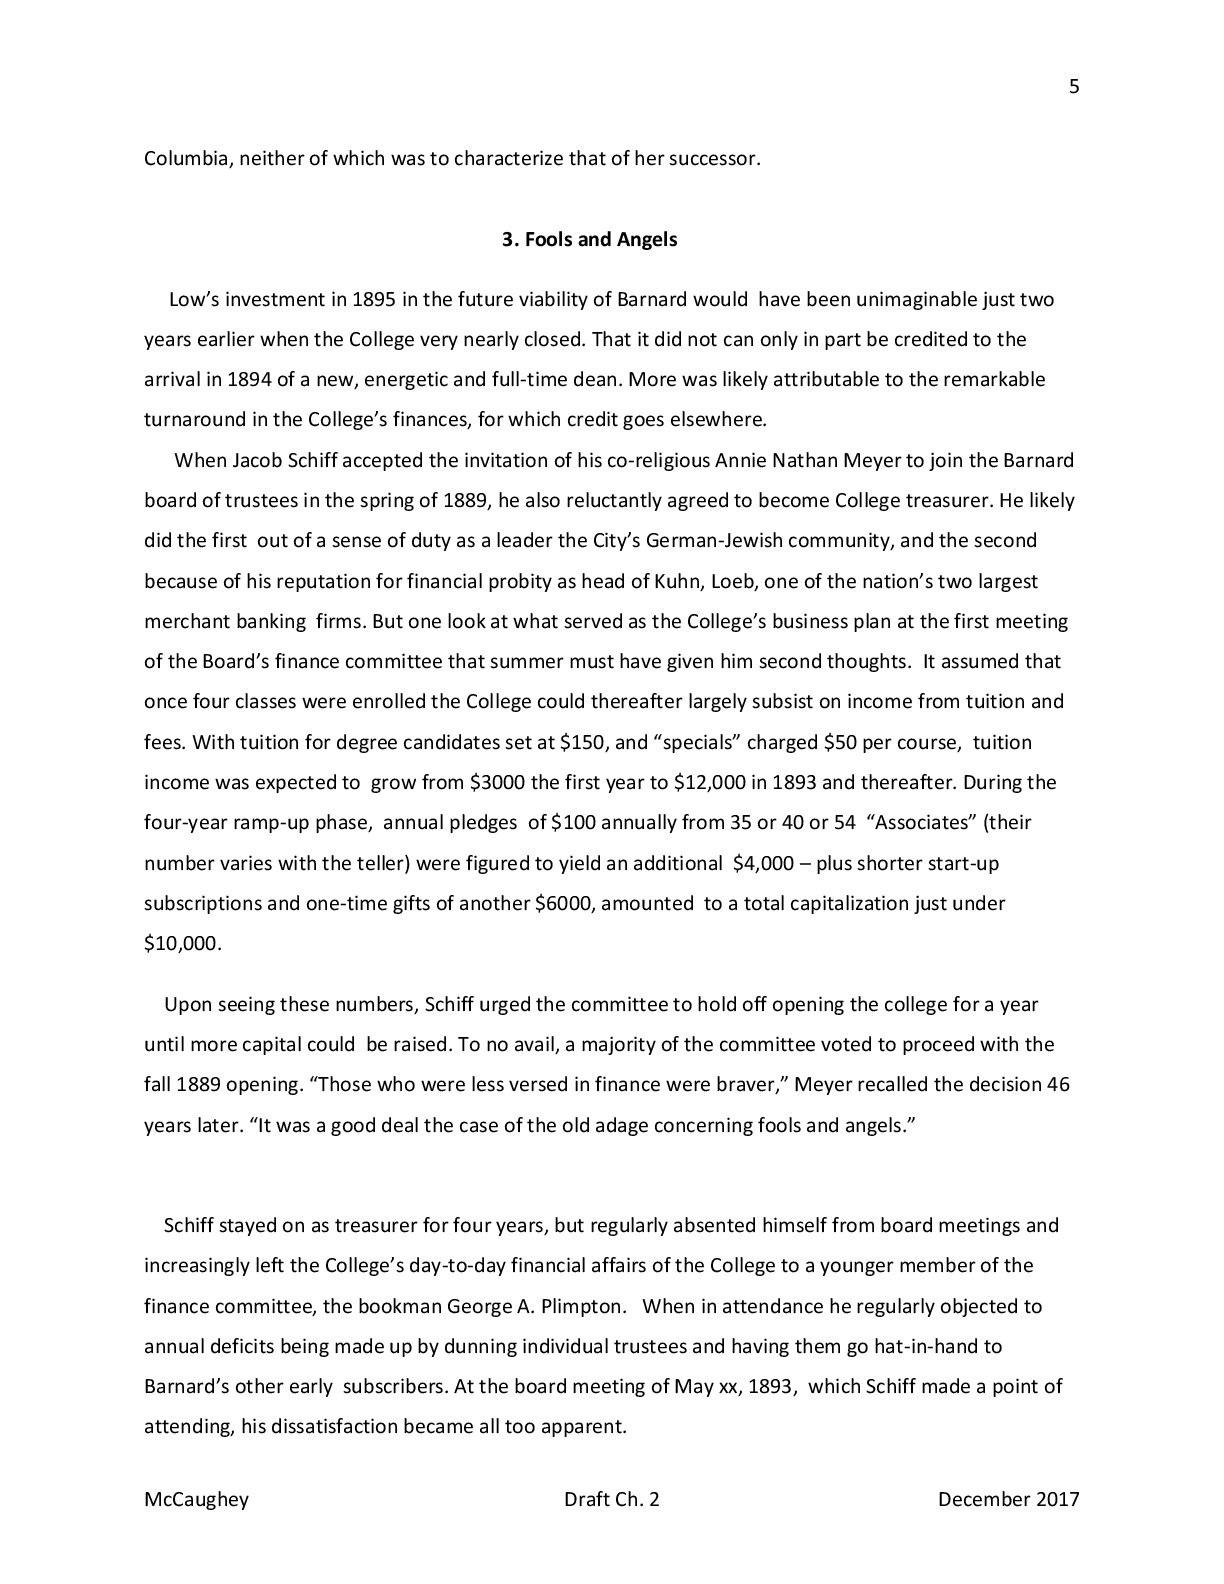 5
Columbia, neither of which was to characterize that of her successor.
3. Fools and Angels
Low’s investment in 1895 in the future viability of Barnard would  have been unimaginable just two
years earlier when the College very nearly closed. That it did not can only in part be credited to the
arrival in 1894 of a new, energetic and full-time dean. More was likely attributable to the remarkable
turnaround in the College’s finances, for which credit goes elsewhere.
When Jacob Schiff accepted the invitation of his co-religious Annie Nathan Meyer to join the Barnard
board of trustees in the spring of 1889, he also reluctantly agreed to become College treasurer. He likely
did the first  out of a sense of duty as a leader the City’s German-Jewish community, and the second
because of his reputation for financial probity as head of Kuhn, Loeb, one of the nation’s two largest
merchant banking  firms. But one look at what served as the College’s business plan at the first meeting
of the Board’s finance committee that summer must have given him second thoughts.  It assumed that
once four classes were enrolled the College could thereafter largely subsist on income from tuition and
fees. With tuition for degree candidates set at $150, and “specials” charged $50 per course,  tuition
income was expected to  grow from $3000 the first year to $12,000 in 1893 and thereafter. During the
four-year ramp-up phase,  annual pledges  of $100 annually from 35 or 40 or 54  “Associates” (their
number varies with the teller) were figured to yield an additional  $4,000 – plus shorter start-up
subscriptions and one-time gifts of another $6000, amounted  to a total capitalization just under
$10,000.
Upon seeing these numbers, Schiff urged the committee to hold off opening the college for a year
until more capital could  be raised. To no avail, a majority of the committee voted to proceed with the
fall 1889 opening. “Those who were less versed in finance were braver,” Meyer recalled the decision 46
years later. “It was a good deal the case of the old adage concerning fools and angels.”
Schiff stayed on as treasurer for four years, but regularly absented himself from board meetings and
increasingly left the College’s day-to-day financial affairs of the College to a younger member of the
finance committee, the bookman George A. Plimpton.   When in attendance he regularly objected to
annual deficits being made up by dunning individual trustees and having them go hat-in-hand to
Barnard’s other early  subscribers. At the board meeting of May xx, 1893,  which Schiff made a point of
attending, his dissatisfaction became all too apparent.
McCaughey Draft Ch. 2 December 2017